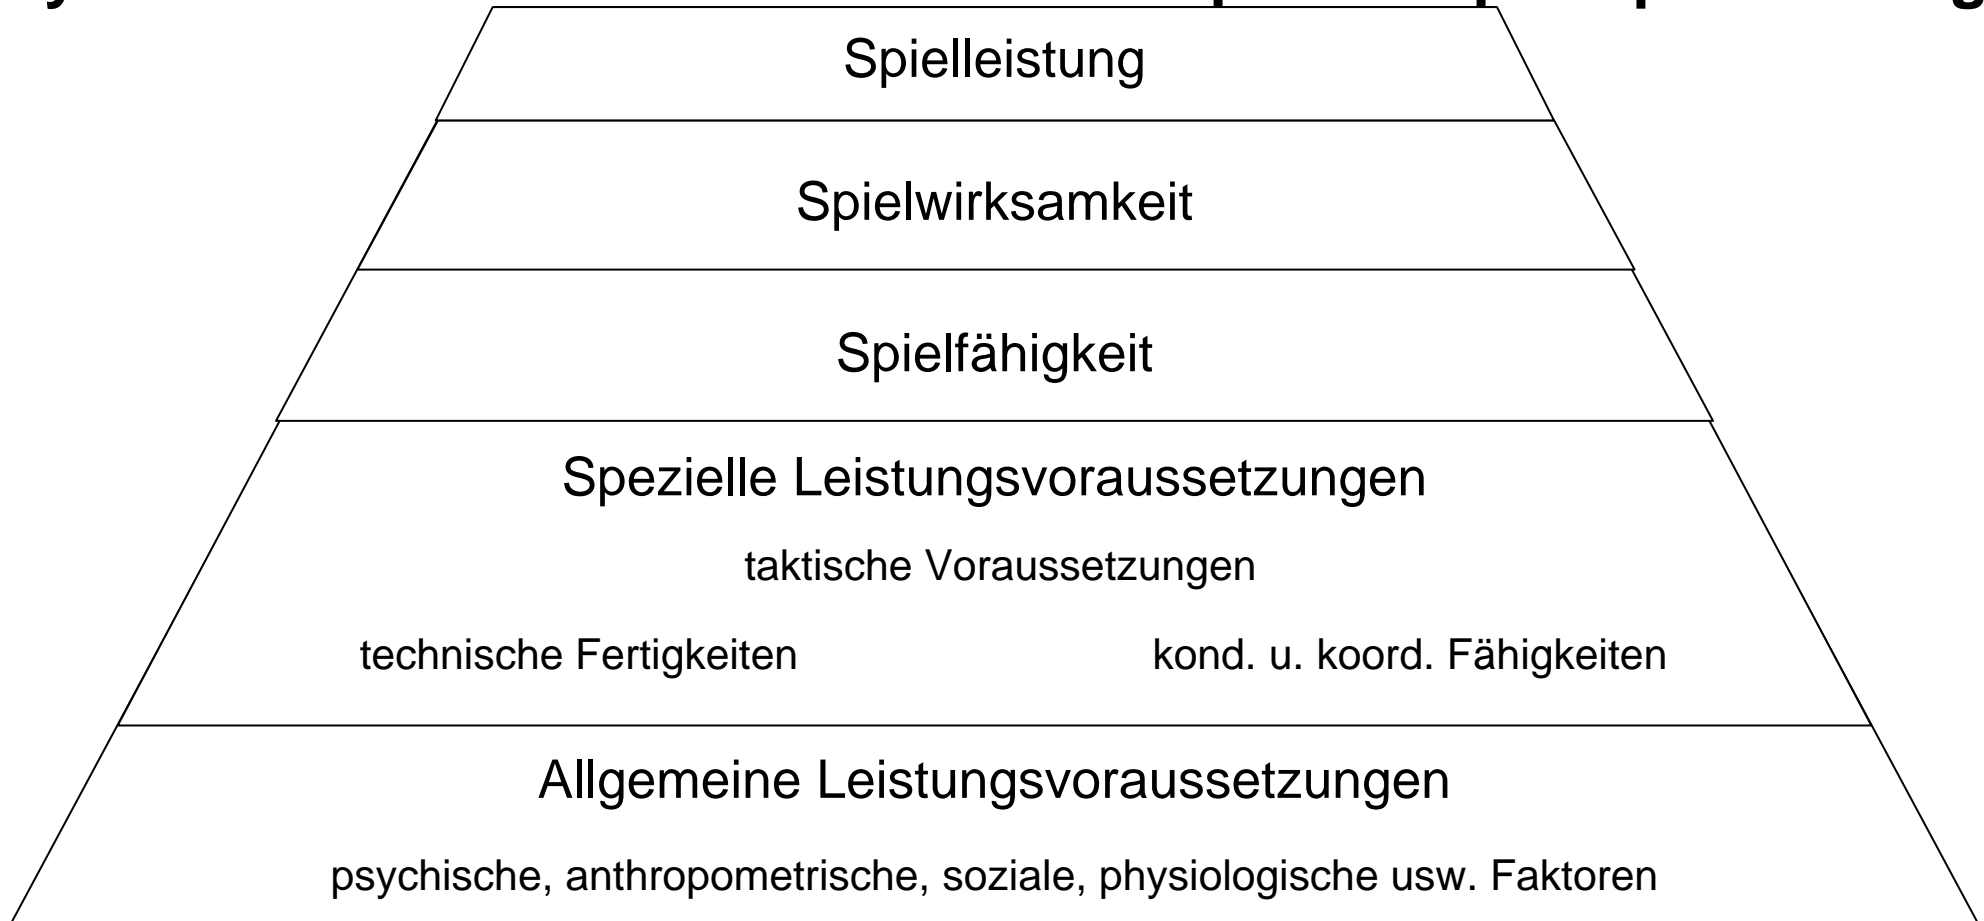 Spielleistung
Spielwirksamkeit
Spielfähigkeit
Spezielle Leistungsvoraussetzungen
taktische Voraussetzungen
technische Fertigkeiten kond. u. koord. Fähigkeiten
Allgemeine Leistungsvoraussetzungen
psychische, anthropometrische, soziale, physiologische usw. Faktoren